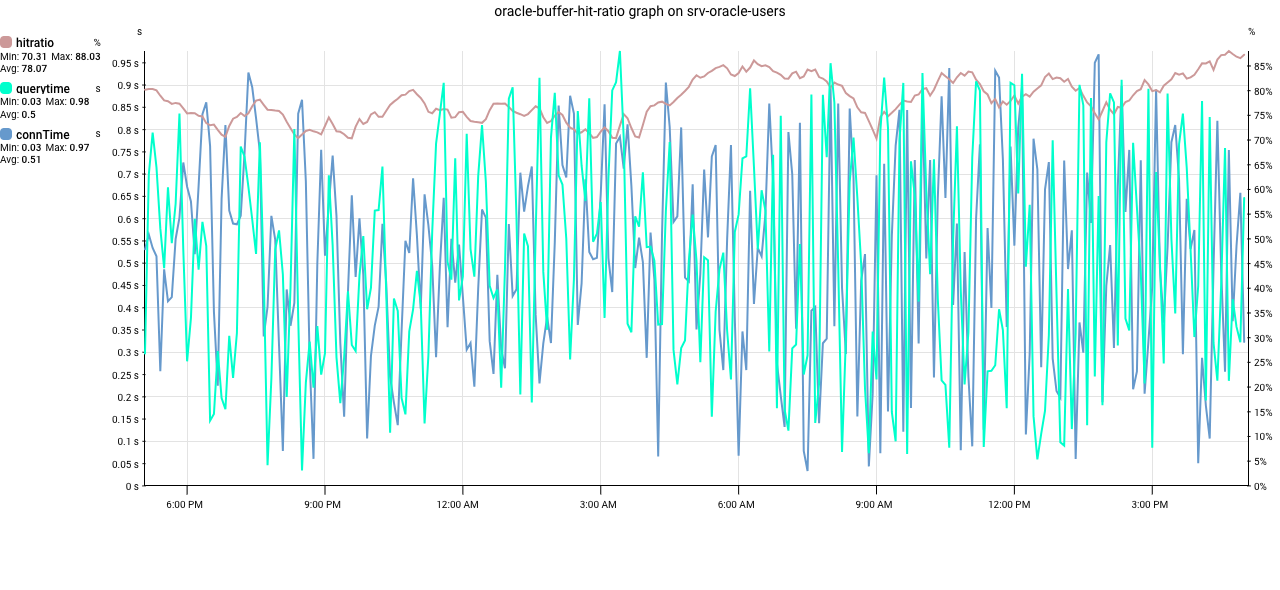 oracle-buffer-hit-ratio graph on srv-oracle-users
s
%
hitratio %
Min: 70.31 Max: 88.03
Avg: 78.07
querytime s
Min: 0.03 Max: 0.98
Avg: 0.5
connTime s
Min: 0.03 Max: 0.97
Avg: 0.51
0.95 s
0.9 s
0.85 s
0.8 s
0.75 s
0.7 s
0.65 s
0.6 s
0.55 s
0.5 s
0.45 s
0.4 s
0.35 s
0.3 s
0.25 s
0.2 s
0.15 s
0.1 s
0.05 s
0 s
85%
80%
75%
70%
65%
60%
55%
50%
45%
40%
35%
30%
25%
20%
15%
10%
5%
0%
6:00 PM 9:00 PM 12:00 AM 3:00 AM 6:00 AM 9:00 AM 12:00 PM 3:00 PM